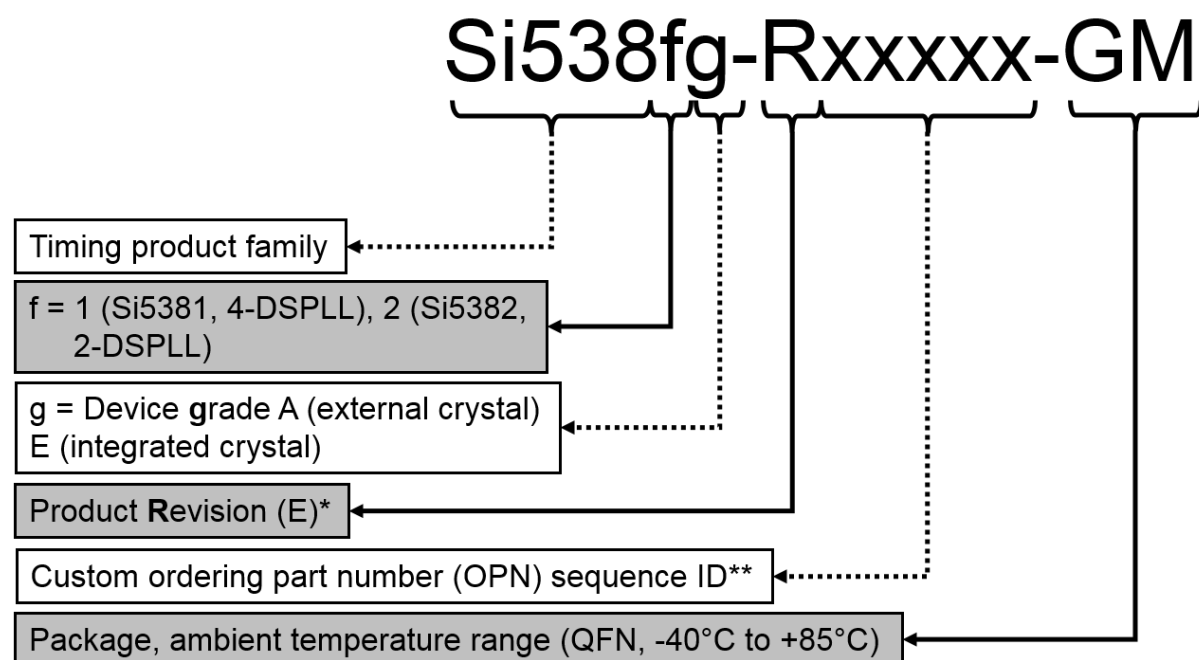 Si538fg-Rxxxxx-GM
Timing product family
f = 1 (Si5381, 4-DSPLL), 2 (Si5382,
2-DSPLL)
g = Device grade A (external crystal)
E (integrated crystal)
Product Revision (E)*
Custom ordering part number (OPN) sequence ID**
Package, ambient temperature range (QFN, -40°C to +85°C)